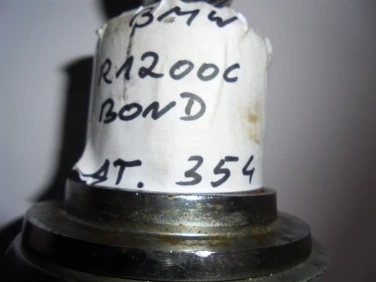 BMW
R1200C
BOND
AT. 354